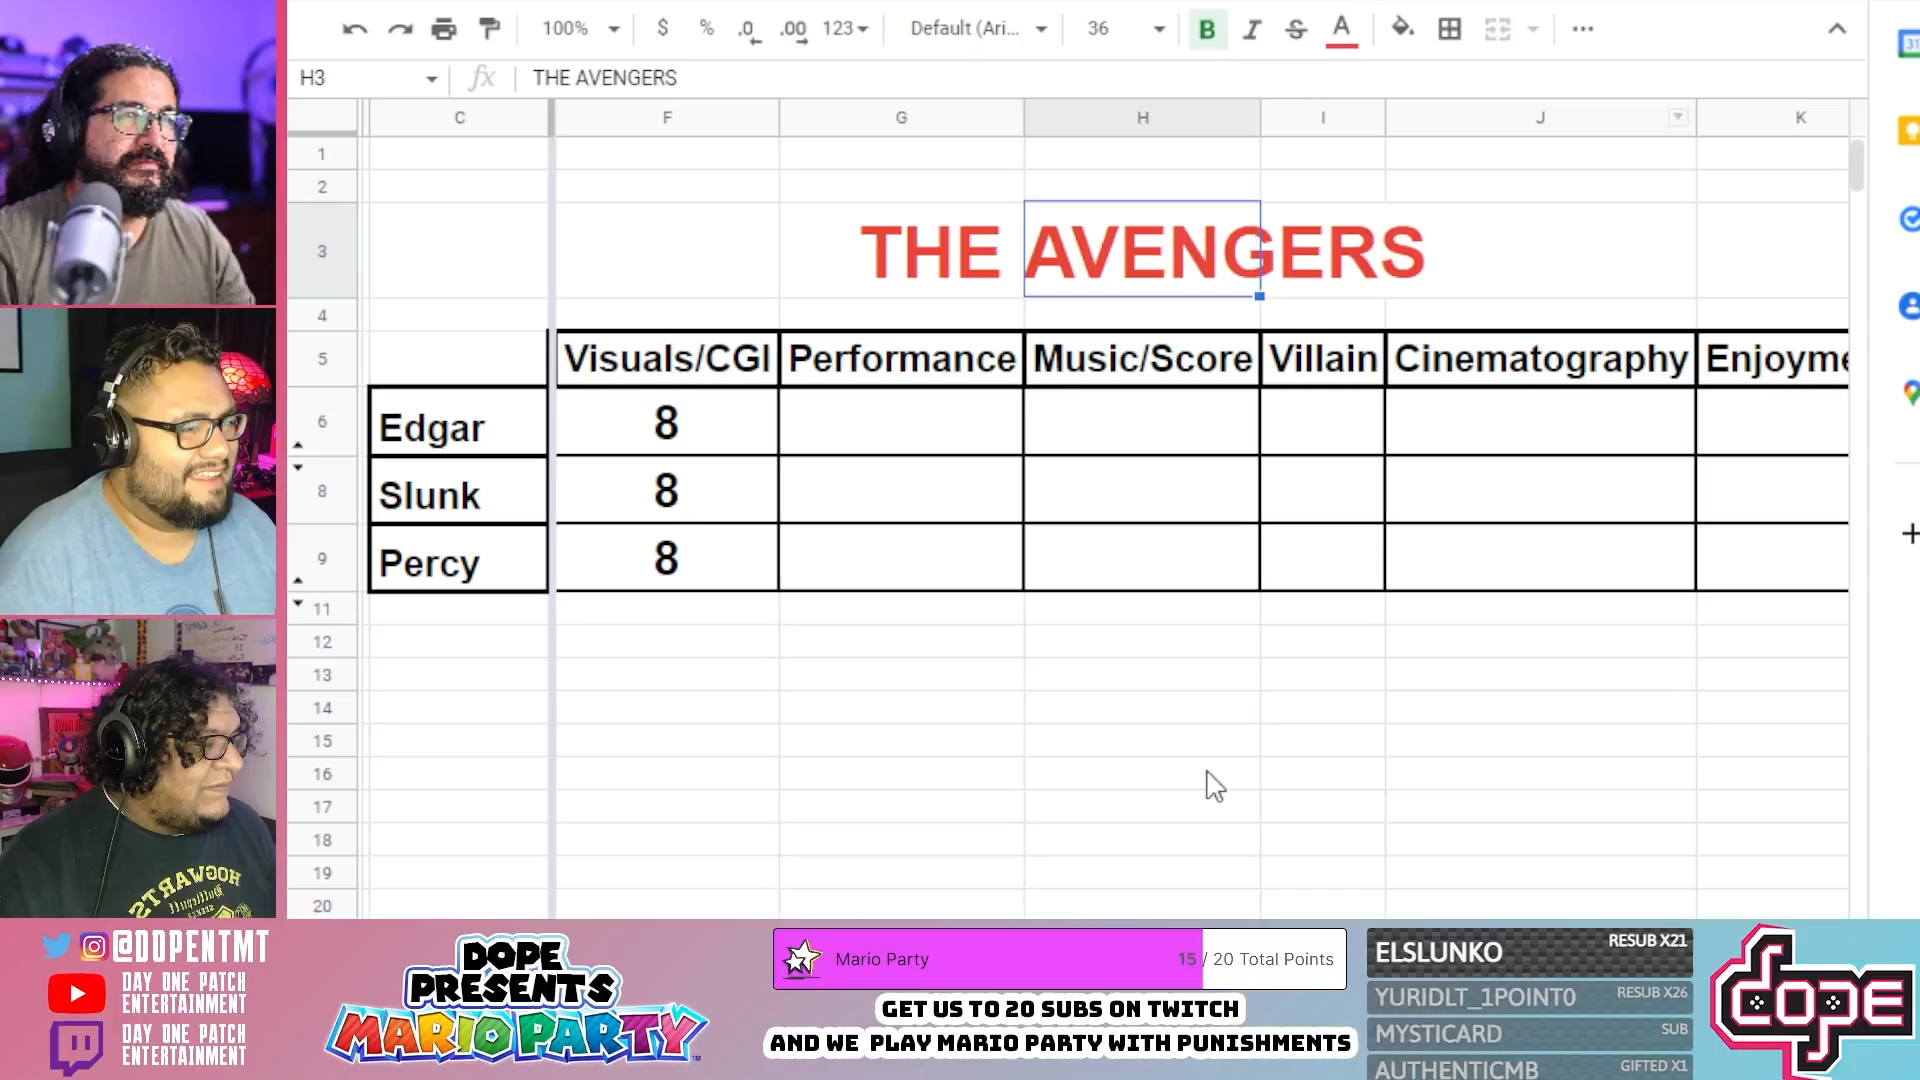 100%
$
%
.0
.00
123
Default (Ari...
36
B
I
S
A
H3
fx
THE AVENGERS
C
F
G
H
I
J
K
1
2
3
THE AVENGERS
4
5
Visuals/CGI
Performance
Music/Score
Villain
Cinematography
Enjoyme
6
Edgar
8
8
Slunk
8
9
Percy
8
11
12
13
14
15
16
17
18
19
20
31
HOGWARTS
Hufflepuff
@DOPENTMT
DAY ONE PATCH
ENTERTAINMENT
DAY ONE PATCH
ENTERTAINMENT
DOPE
PRESENTS
MARIO PARTY
Mario Party
15 / 20 Total Points
GET US TO 20 SUBS ON TWITCH
AND WE PLAY MARIO PARTY WITH PUNISHMENTS
ELSLUNKO
RESUB X21
YURIDLT_1POINT0
RESUB X26
MYSTICARD
SUB
AUTHENTICMB
GIFTED X1
dope